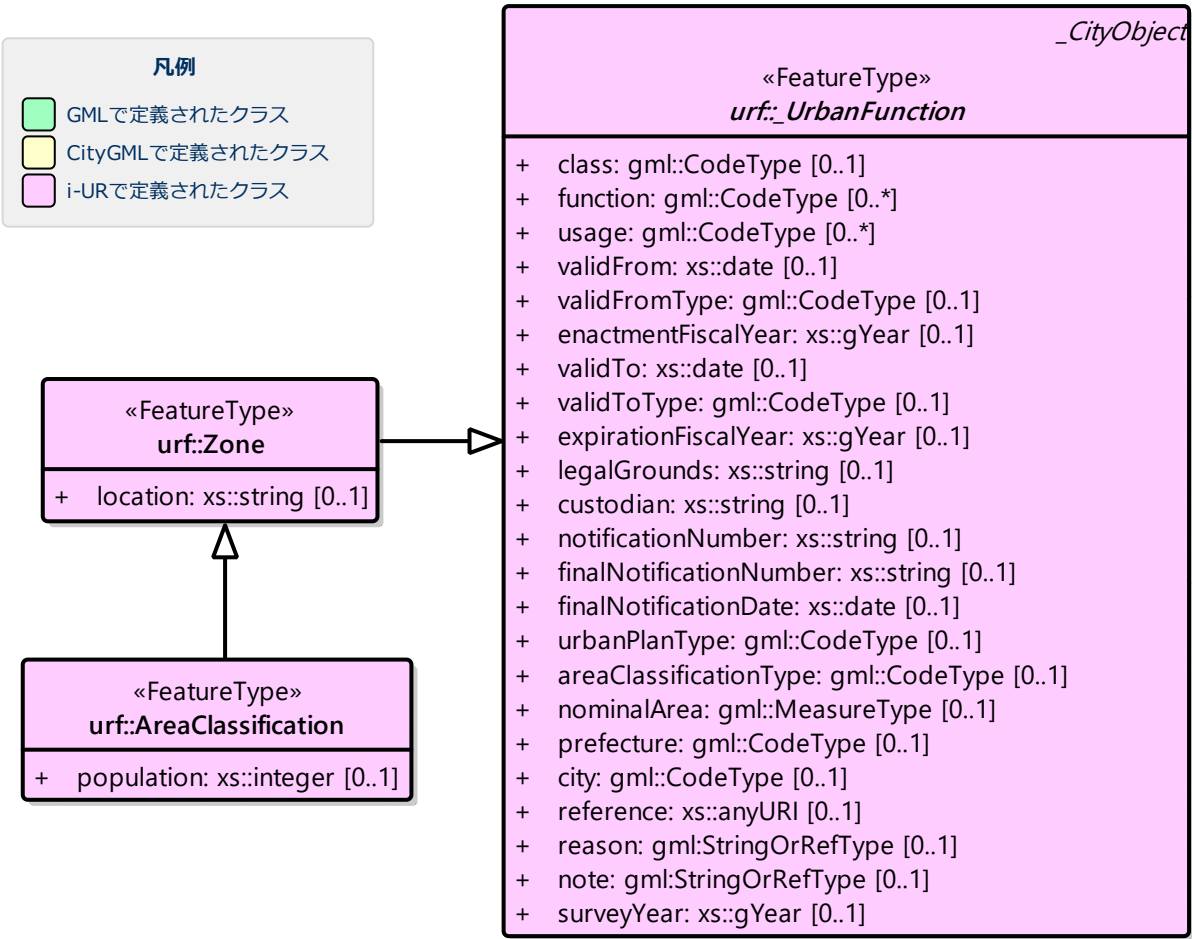 凡例
GMLで定義されたクラス
CityGMLで定義されたクラス
i-URで定義されたクラス
_CityObject
«FeatureType»
urf::_UrbanFunction
+ class: gml::CodeType [0..1]
+ function: gml::CodeType [0..*]
+ usage: gml::CodeType [0..*]
+ validFrom: xs::date [0..1]
+ validFromType: gml::CodeType [0..1]
+ enactmentFiscalYear: xs::gYear [0..1]
+ validTo: xs::date [0..1]
+ validToType: gml::CodeType [0..1]
+ expirationFiscalYear: xs::gYear [0..1]
+ legalGrounds: xs::string [0..1]
+ custodian: xs::string [0..1]
+ notificationNumber: xs::string [0..1]
+ finalNotificationNumber: xs::string [0..1]
+ finalNotificationDate: xs::date [0..1]
+ urbanPlanType: gml::CodeType [0..1]
+ areaClassificationType: gml::CodeType [0..1]
+ nominalArea: gml::MeasureType [0..1]
+ prefecture: gml::CodeType [0..1]
+ city: gml::CodeType [0..1]
+ reference: xs::anyURI [0..1]
+ reason: gml:StringOrRefType [0..1]
+ note: gml:StringOrRefType [0..1]
+ surveyYear: xs::gYear [0..1]
«FeatureType»
urf::Zone
+ location: xs::string [0..1]
«FeatureType»
urf::AreaClassification
+ population: xs::integer [0..1]